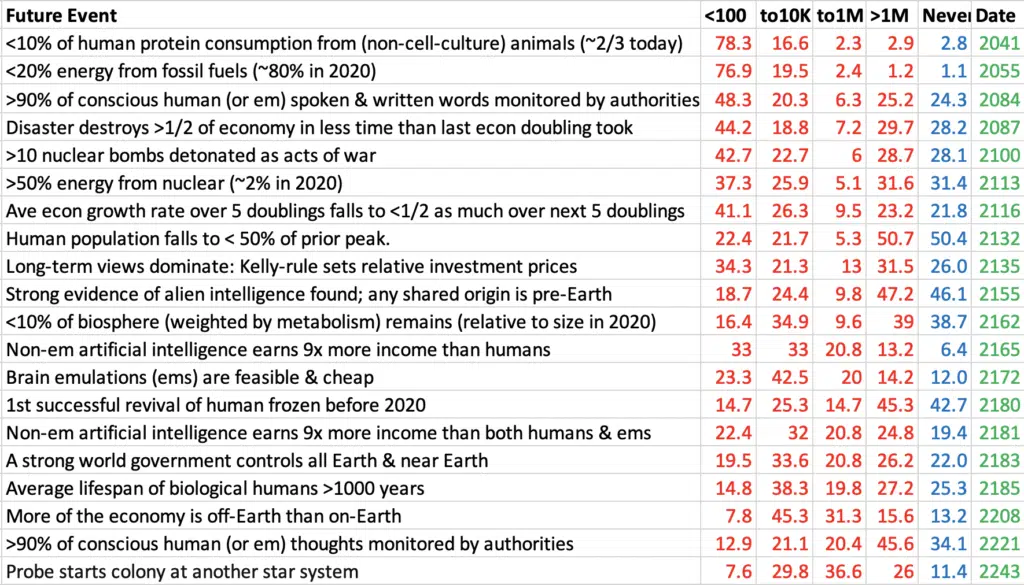 Future Event <100 to10K to1M >1M Never Date
<10% of human protein consumption from (non-cell-culture) animals (~2/3 today) 78.3 16.6 2.3 2.9 2.8 2041
<20% energy from fossil fuels (~80% in 2020) 76.9 19.5 2.4 1.2 1.1 2055
>90% of conscious human (or em) spoken & written words monitored by authorities 48.3 20.3 6.3 25.2 24.3 2084
Disaster destroys >1/2 of economy in less time than last econ doubling took 44.2 18.8 7.2 29.7 28.2 2087
>10 nuclear bombs detonated as acts of war 42.7 22.7 6 28.7 28.1 2100
>50% energy from nuclear (~2% in 2020) 37.3 25.9 5.1 31.6 31.4 2113
Ave econ growth rate over 5 doublings falls to <1/2 as much over next 5 doublings 41.1 26.3 9.5 23.2 21.8 2116
Human population falls to < 50% of prior peak. 22.4 21.7 5.3 50.7 50.4 2132
Long-term views dominate: Kelly-rule sets relative investment prices 34.3 21.3 13 31.5 26.0 2135
Strong evidence of alien intelligence found; any shared origin is pre-Earth 18.7 24.4 9.8 47.2 46.1 2155
<10% of biosphere (weighted by metabolism) remains (relative to size in 2020) 16.4 34.9 9.6 39 38.7 2162
Non-em artificial intelligence earns 9x more income than humans 33 33 20.8 13.2 6.4 2165
Brain emulations (ems) are feasible & cheap 23.3 42.5 20 14.2 12.0 2172
1st successful revival of human frozen before 2020 14.7 25.3 14.7 45.3 42.7 2180
Non-em artificial intelligence earns 9x more income than both humans & ems 22.4 32 20.8 24.8 19.4 2181
A strong world government controls all Earth & near Earth 19.5 33.6 20.8 26.2 22.0 2183
Average lifespan of biological humans >1000 years 14.8 38.3 19.8 27.2 25.3 2185
More of the economy is off-Earth than on-Earth 7.8 45.3 31.3 15.6 13.2 2208
>90% of conscious human (or em) thoughts monitored by authorities 12.9 21.1 20.4 45.6 34.1 2221
Probe starts colony at another star system 7.6 29.8 36.6 26 11.4 2243